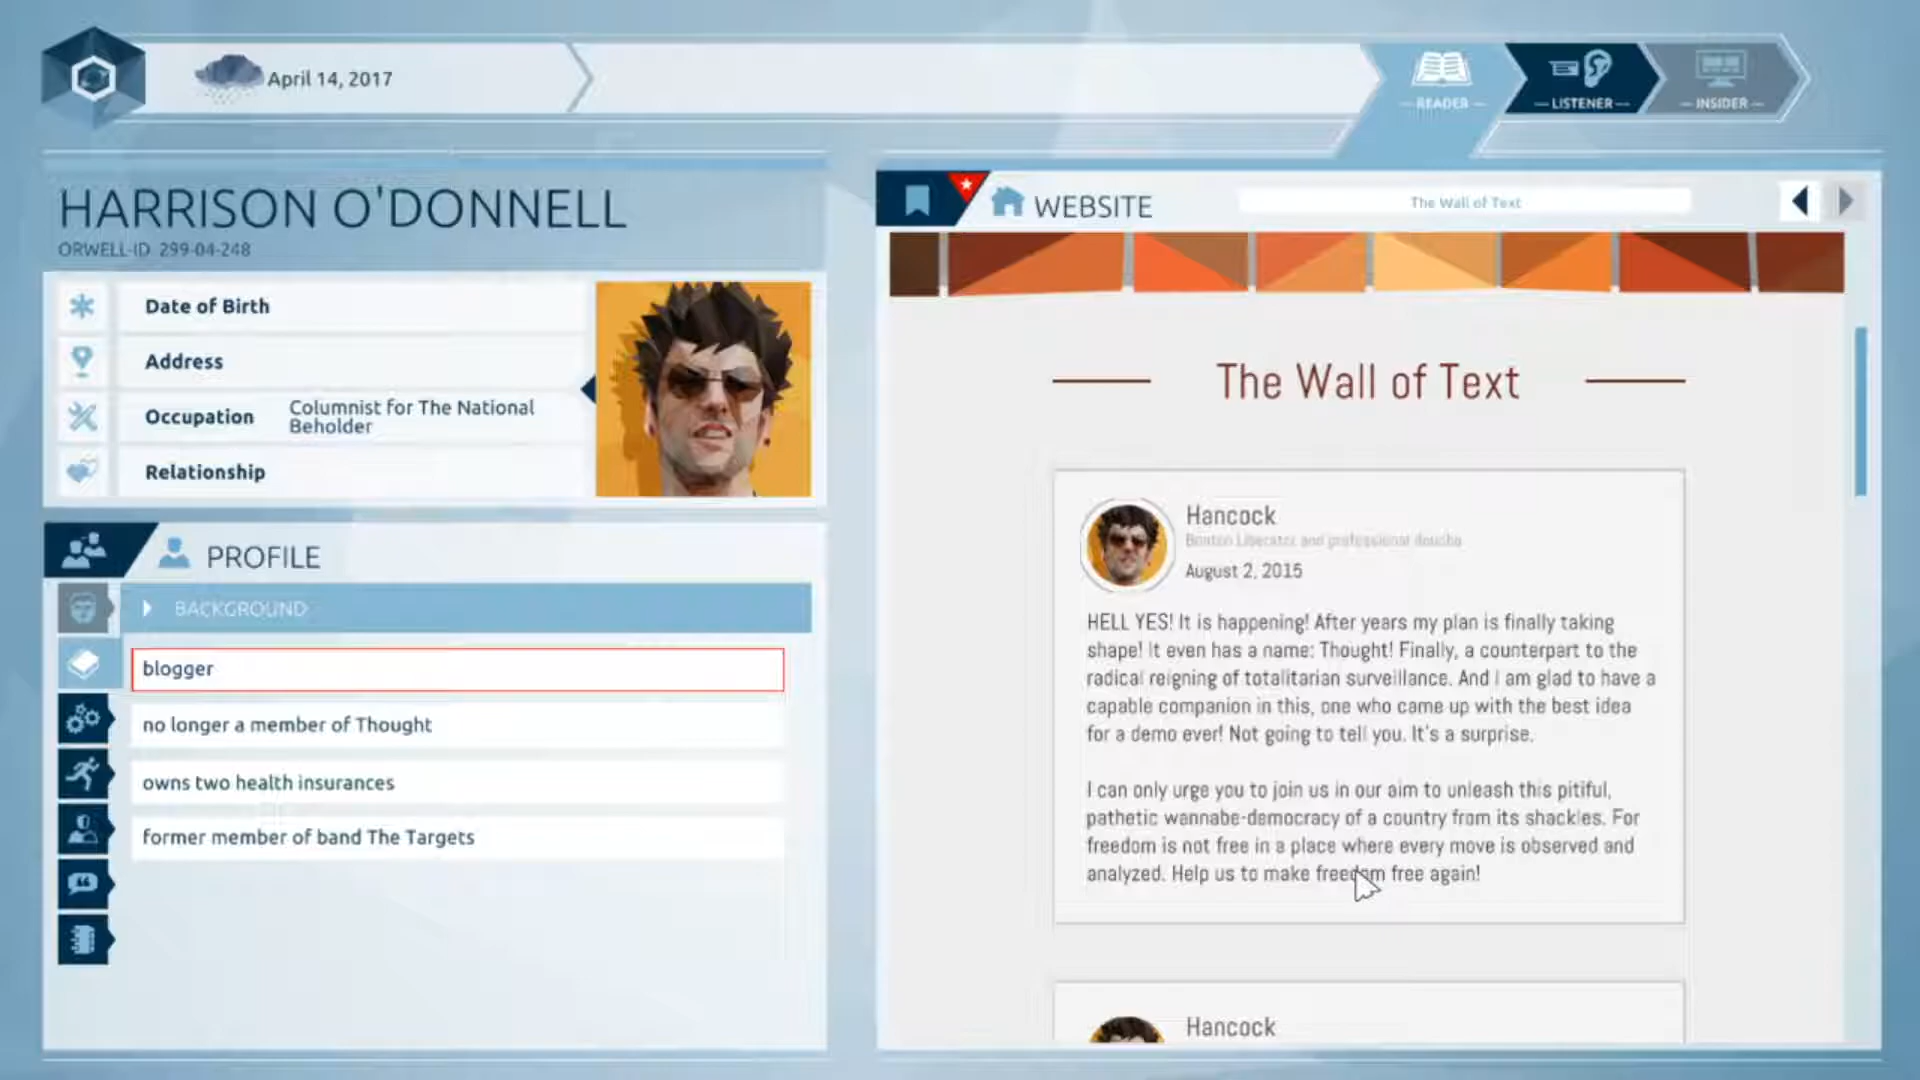 April 14, 2017
READER
LISTENER
INSIDER
HARRISON O'DONNELL
ORWELL-ID 299-04-248
Date of Birth
Address
Occupation
Columnist for The National
Beholder
Relationship
PROFILE
BACKGROUND
blogger
no longer a member of Thought
owns two health insurances
former member of band The Targets
WEBSITE
The Wall of Text
The Wall of Text
Hancock
Bonton Liberator and professional douche
August 2, 2015
HELL YES! It is happening! After years my plan is finally taking
shape! It even has a name: Thought! Finally, a counterpart to the
radical reigning of totalitarian surveillance. And I am glad to have a
capable companion in this, one who came up with the best idea
for a demo ever! Not going to tell you. It's a surprise.
I can only urge you to join us in our aim to unleash this pitiful,
pathetic wannabe-democracy of a country from its shackles. For
freedom is not free in a place where every move is observed and
analyzed. Help us to make freedom free again!
Hancock